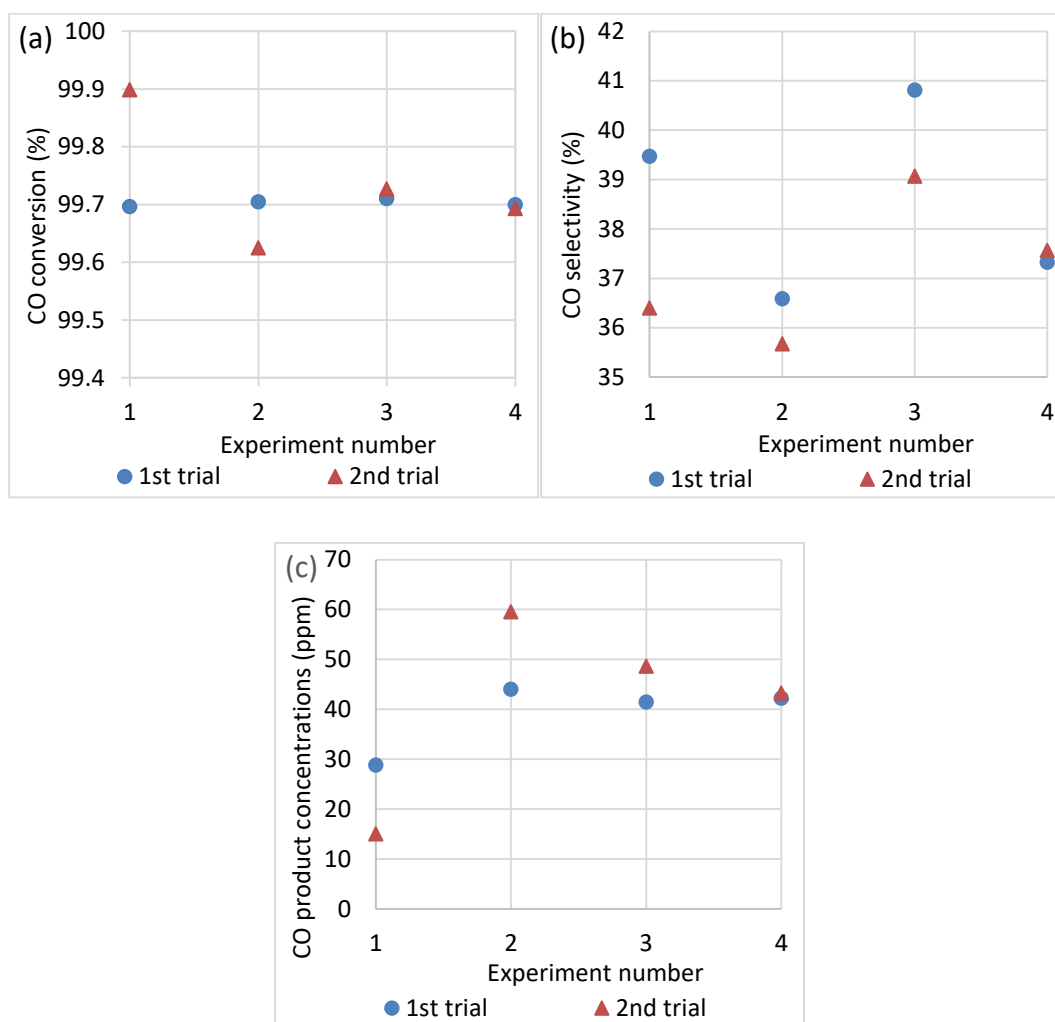 (a)
CO conversion (%)
100
99.9
99.8
99.7
99.6
99.5
99.4
1 2 3 4
Experiment number
1st trial 2nd trial
(b)
CO selectivity (%)
42
41
40
39
38
37
36
35
1 2 3 4
Experiment number
1st trial 2nd trial
(c)
CO product concentrations (ppm)
70
60
50
40
30
20
10
0
1 2 3 4
Experiment number
1st trial 2nd trial